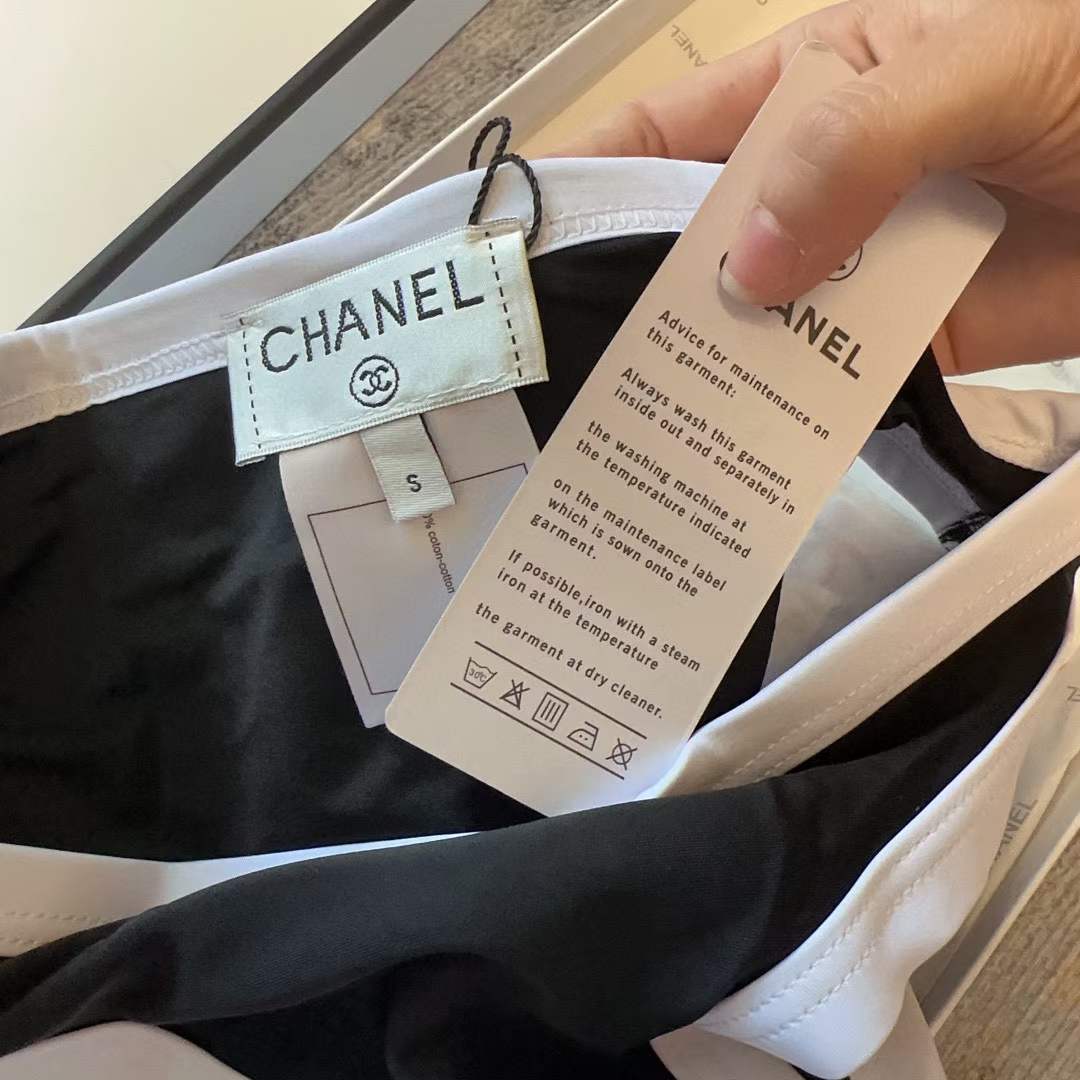 CHANEL
CHANEL
S
% coton-cotton
ANEL
Advice for maintenance on
this garment:
Always wash this garment
inside out and separately in
the washing machine at
the temperature indicated
on the maintenance label
which is sown onto the
garment.
If possible,iron with a steam
iron at the temperature
the garment at dry cleaner.
30°C
ANEL